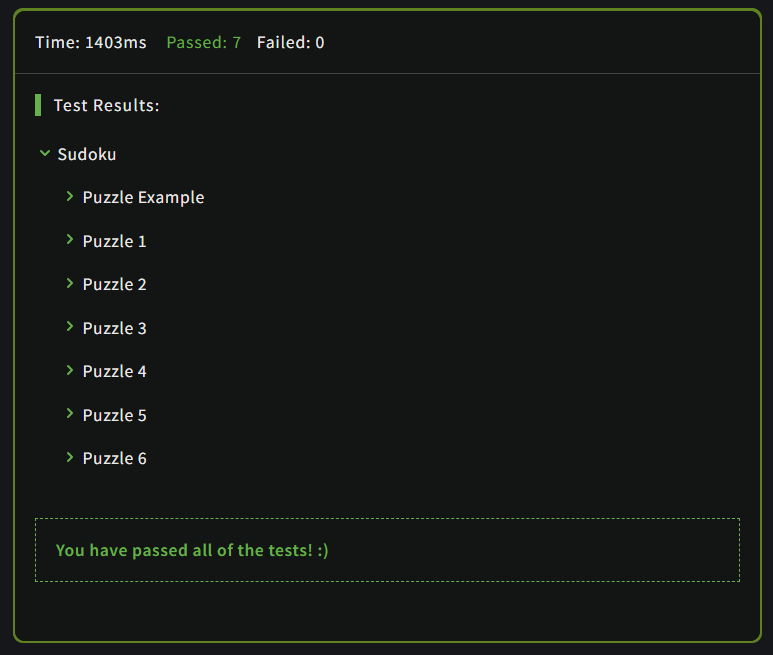 Time: 1403ms Passed: 7 Failed: 0
Test Results:
Sudoku
Puzzle Example
Puzzle 1
Puzzle 2
Puzzle 3
Puzzle 4
Puzzle 5
Puzzle 6
You have passed all of the tests! :)